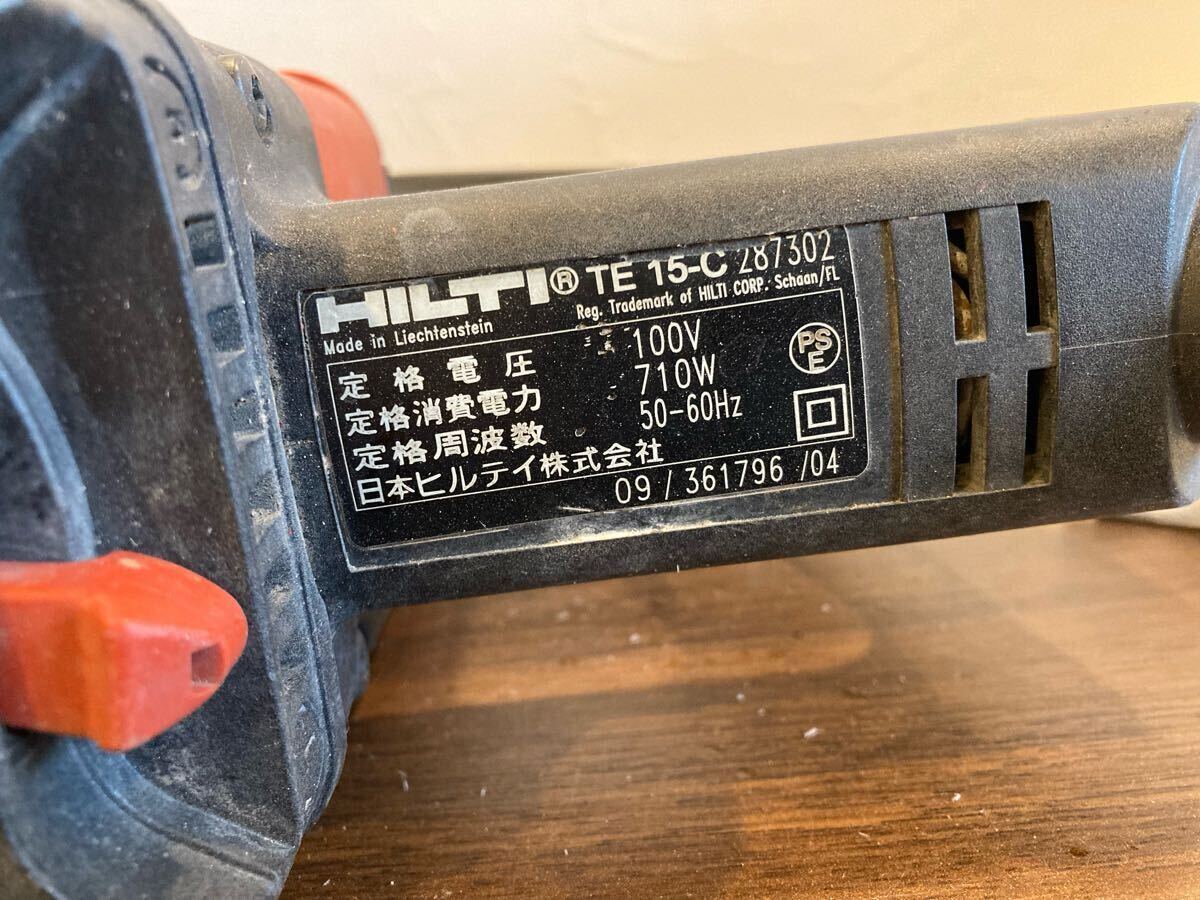 HILTI® TE 15-C 287302
Made in Liechtenstein Reg. Trademark of HILTI CORP. Schaan/FL
定格電圧 100V
定格消費電力 710W
定格周波数 50-60Hz
日本ヒルテイ株式会社
09/361796/04
PS
E